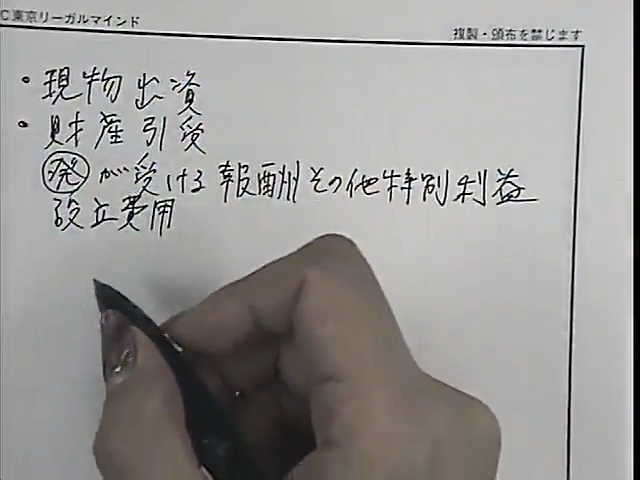 C東京リーガルマインド
複製・頒布を禁じます
・現物出資
・財産引受
発が受ける報酬その他特別利益
設立費用